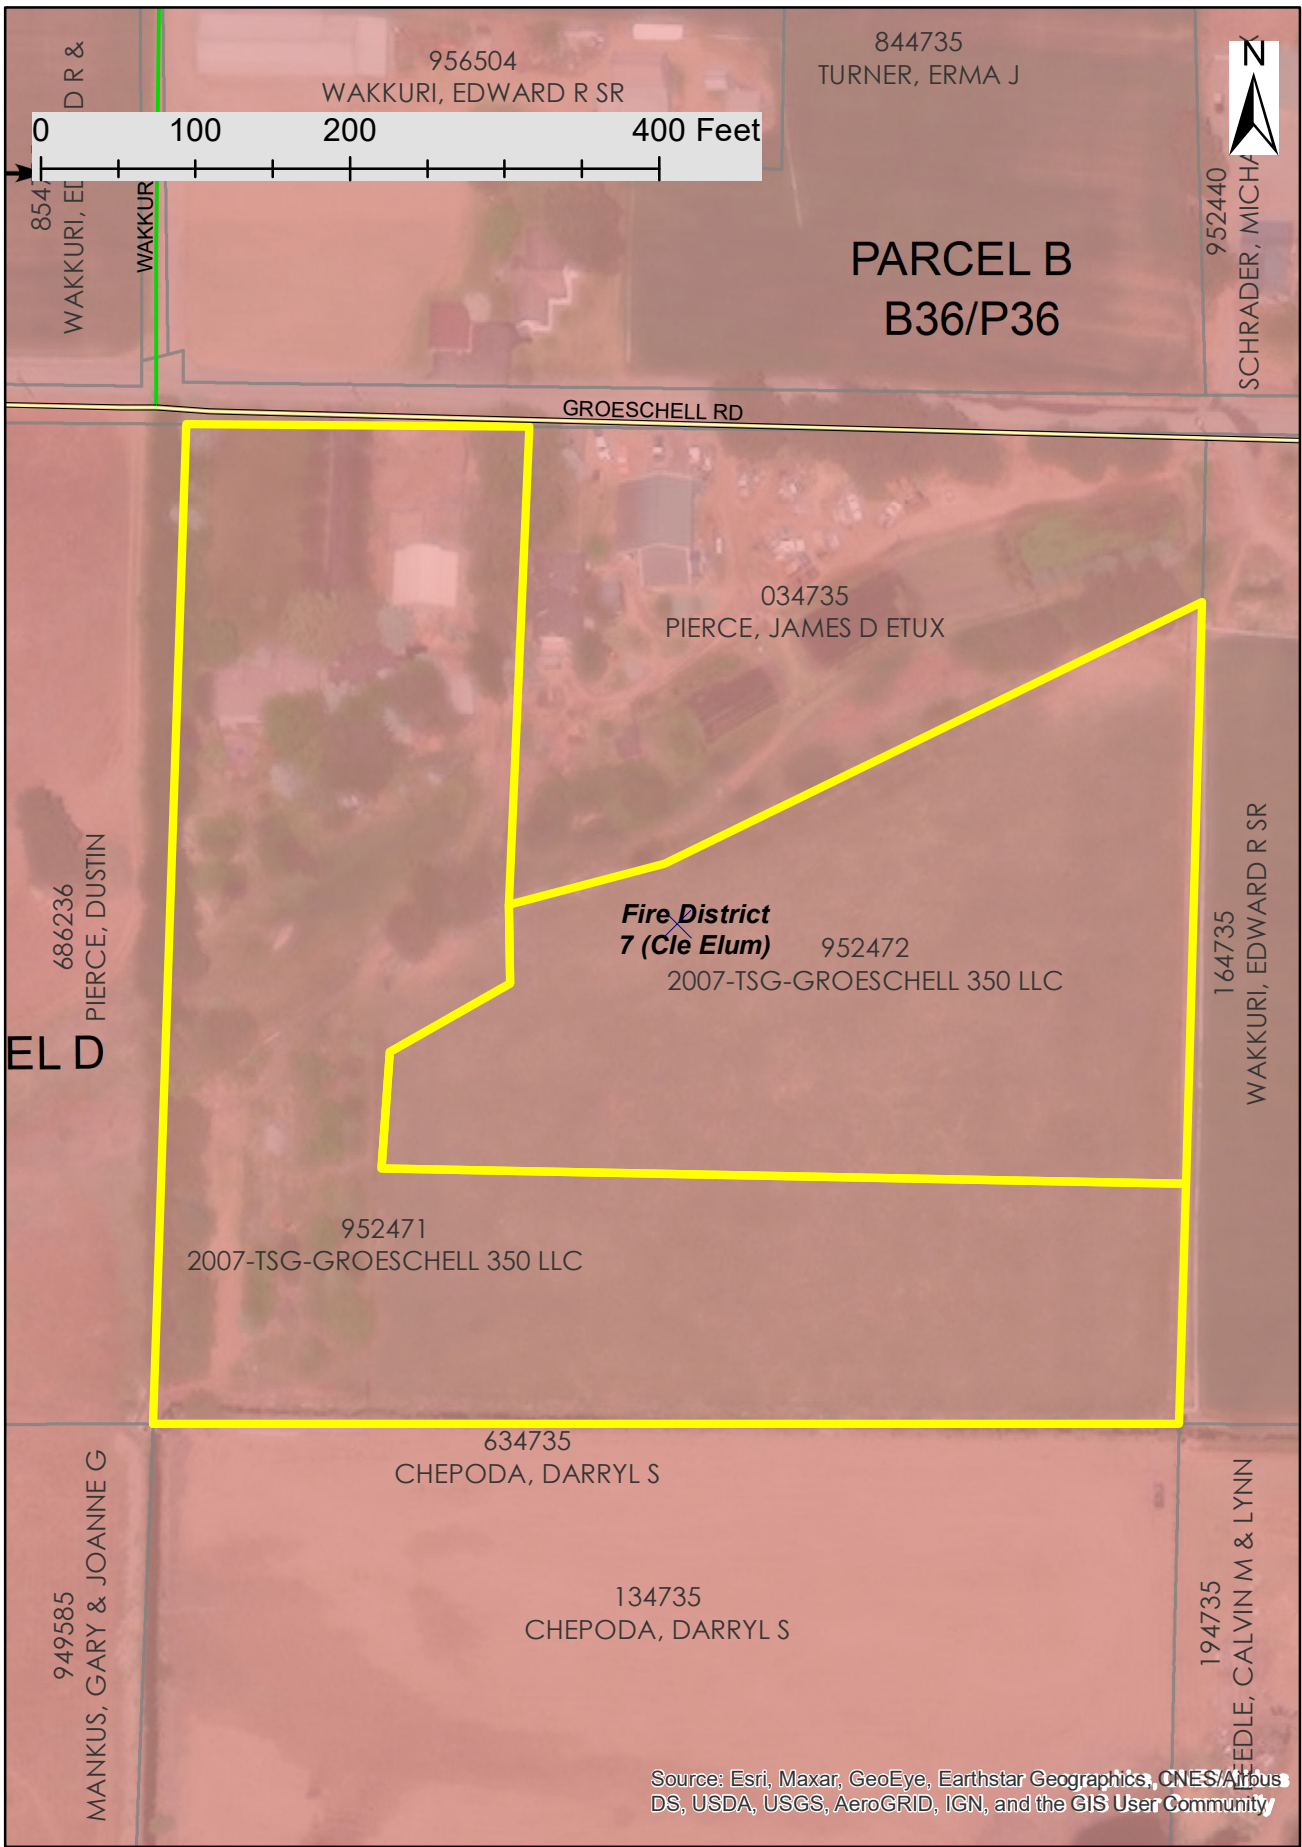 956504
WAKKURI, EDWARD R SR
844735
TURNER, ERMA J
N
0 100 200 400 Feet
WAKKURI, ED D R &
WAKKUR
952440
SCHRADER, MICHA
PARCEL B
B36/P36
GROESCHELL RD
034735
PIERCE, JAMES D ETUX
686236
PIERCE, DUSTIN
Fire District
7 (Cle Elum)
952472
2007-TSG-GROESCHELL 350 LLC
164735
WAKKURI, EDWARD R SR
EL D
952471
2007-TSG-GROESCHELL 350 LLC
634735
CHEPODA, DARRYL S
949585
MANKUS, GARY & JOANNE G
134735
CHEPODA, DARRYL S
194735
EEDLE, CALVIN M & LYNN
Source: Esri, Maxar, GeoEye, Earthstar Geographics, CNES/Airbus
DS, USDA, USGS, AeroGRID, IGN, and the GIS User Community